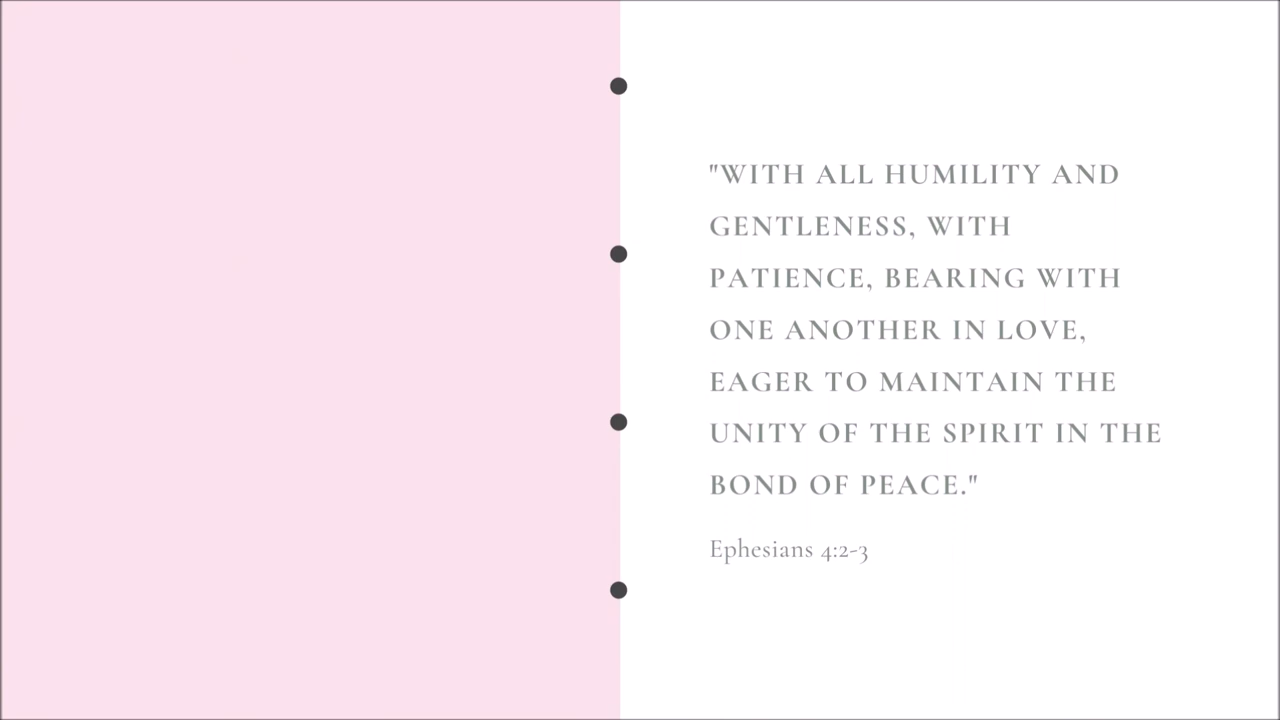 "WITH ALL HUMILITY AND
GENTLENESS, WITH
PATIENCE, BEARING WITH
ONE ANOTHER IN LOVE,
EAGER TO MAINTAIN THE
UNITY OF THE SPIRIT IN THE
BOND OF PEACE."
Ephesians 4:2-3